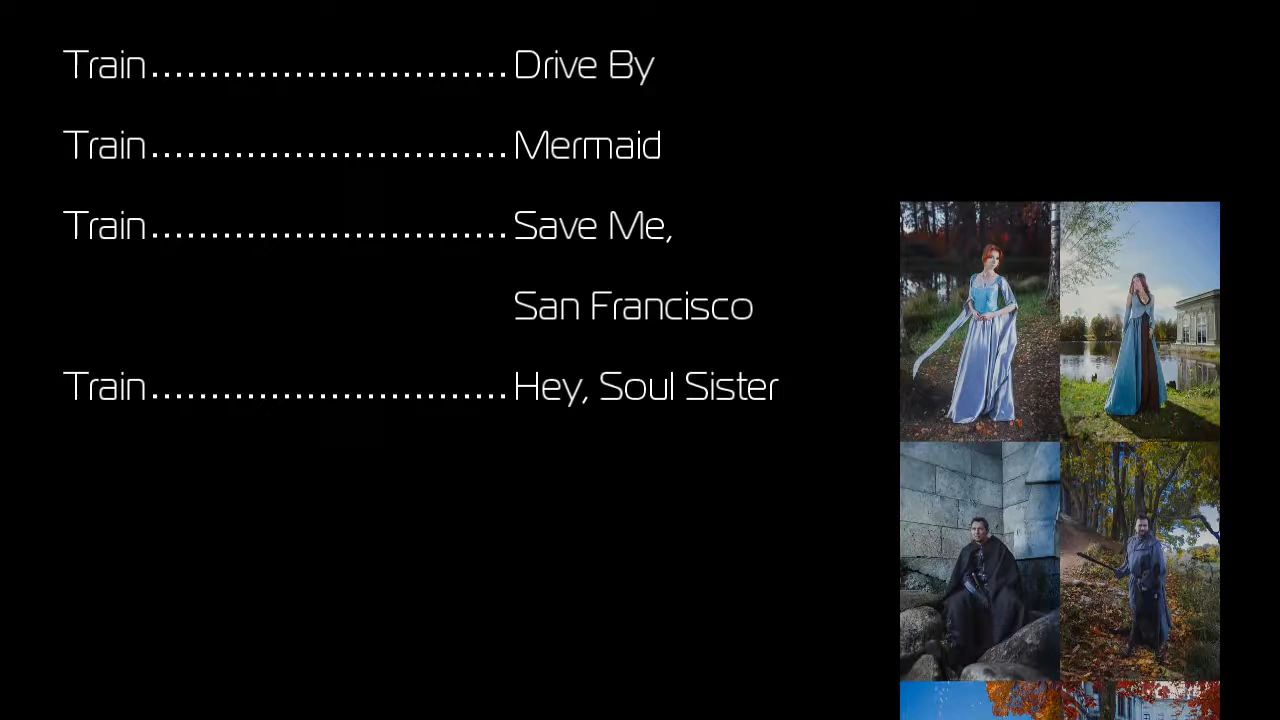 Train..............................Drive By
Train..............................Mermaid
Train..............................Save Me,
San Francisco
Train..............................Hey, Soul Sister